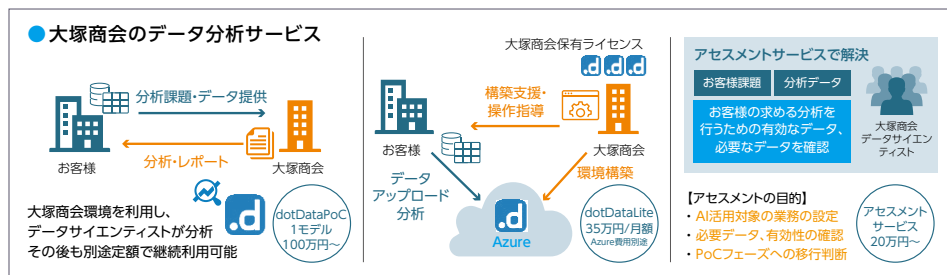 ●大塚商会のデータ分析サービス
分析課題・データ提供
お客様
分析・レポート
大塚商会
大塚商会環境を利用し、
データサイエンティストが分析
その後も別途定額で継続利用可能
.d
dotDataPoC
1モデル
100万円～
大塚商会保有ライセンス
.d .d .d
構築支援・
操作指導
お客様
大塚商会
データ
アップロード
分析
環境構築
.d
Azure
dotDataLite
35万円/月額
Azure費用別途
アセスメントサービスで解決
お客様課題
分析データ
お客様の求める分析を
行うための有効なデータ、
必要なデータを確認
大塚商会
データサイエン
ティスト
【アセスメントの目的】
・AI活用対象の業務の設定
・必要データ、有効性の確認
・PoCフェーズへの移行判断
アセスメント
サービス
20万円～